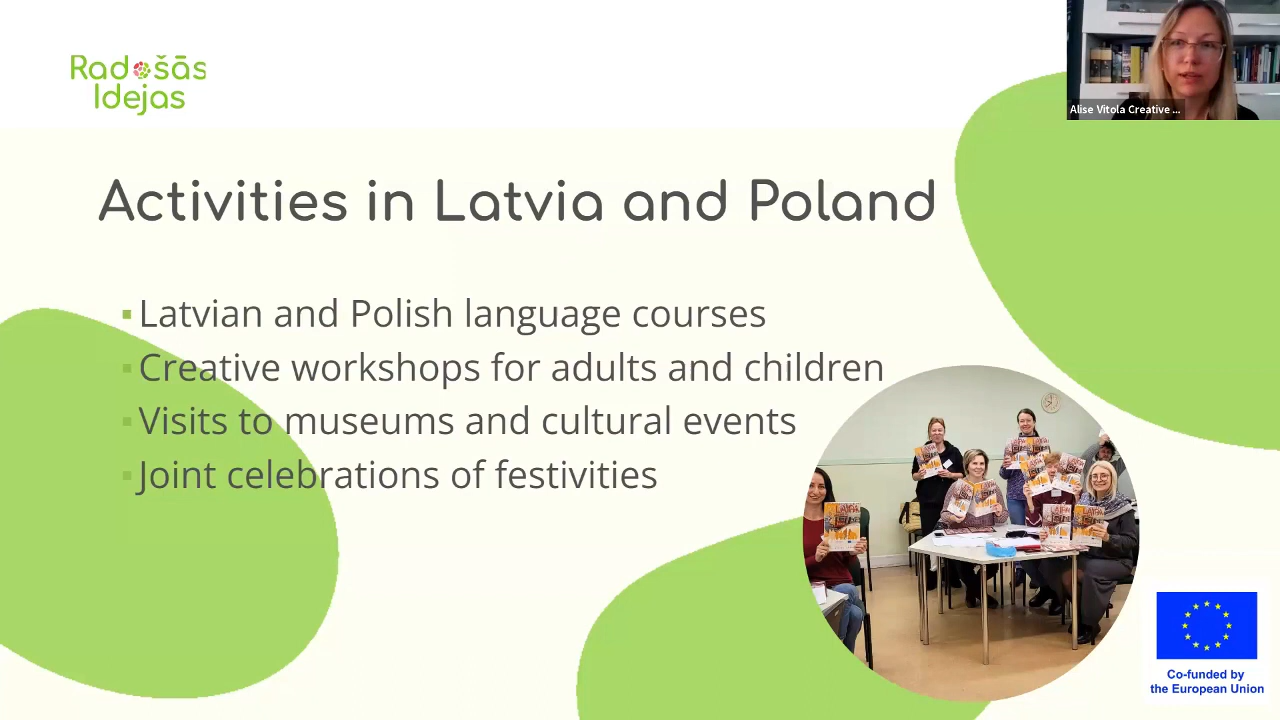 Radošās
Idejas
Alise Vitola Creative ...
Activities in Latvia and Poland
Latvian and Polish language courses
Creative workshops for adults and children
Visits to museums and cultural events
Joint celebrations of festivities
Co-funded by
the European Union